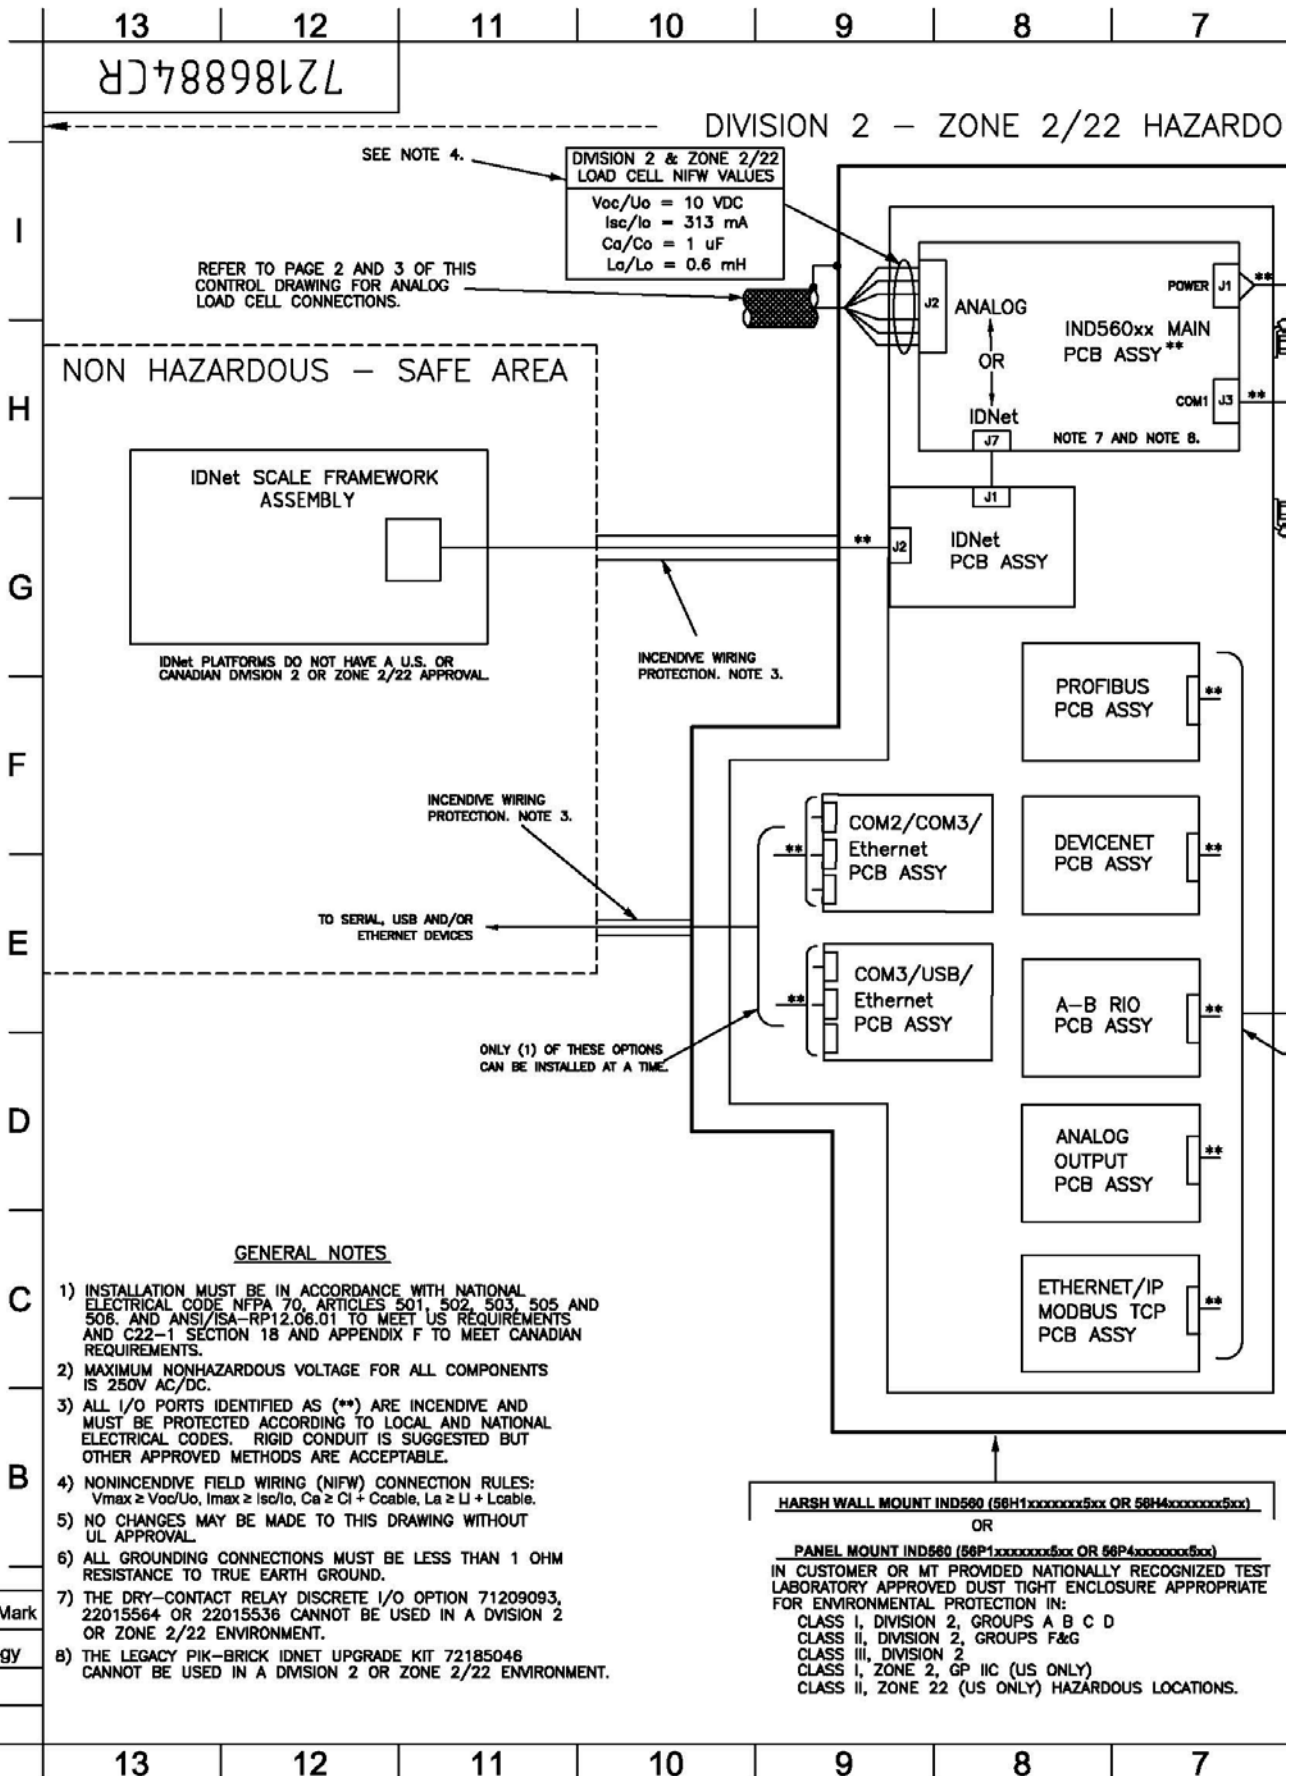 13 12 11 10 9 8 7
72186884CR
DIVISION 2 – ZONE 2/22 HAZARDO
SEE NOTE 4.
DIVISION 2 & ZONE 2/22
LOAD CELL NIFW VALUES
Voc/Uo = 10 VDC
Isc/Io = 313 mA
Ca/Co = 1 uF
La/Lo = 0.6 mH
I
REFER TO PAGE 2 AND 3 OF THIS
CONTROL DRAWING FOR ANALOG
LOAD CELL CONNECTIONS.
J2
ANALOG
OR
IDNet
J7
POWER J1 **
IND560xx MAIN
PCB ASSY **
COM1 J3 **
NOTE 7 AND NOTE 8.
NON HAZARDOUS – SAFE AREA
H
IDNet SCALE FRAMEWORK
ASSEMBLY
J1
** J2
IDNet
PCB ASSY
G
IDNet PLATFORMS DO NOT HAVE A U.S. OR
CANADIAN DIVISION 2 OR ZONE 2/22 APPROVAL.
INCENDIVE WIRING
PROTECTION. NOTE 3.
PROFIBUS
PCB ASSY
**
F
INCENDIVE WIRING
PROTECTION. NOTE 3.
**
COM2/COM3/
Ethernet
PCB ASSY
DEVICENET
PCB ASSY
**
TO SERIAL, USB AND/OR
ETHERNET DEVICES
E
**
COM3/USB/
Ethernet
PCB ASSY
A–B RIO
PCB ASSY
**
ONLY (1) OF THESE OPTIONS
CAN BE INSTALLED AT A TIME.
D
ANALOG
OUTPUT
PCB ASSY
**
ETHERNET/IP
MODBUS TCP
PCB ASSY
**
GENERAL NOTES
C
1) INSTALLATION MUST BE IN ACCORDANCE WITH NATIONAL
ELECTRICAL CODE NFPA 70, ARTICLES 501, 502, 503, 505 AND
506. AND ANSI/ISA–RP12.06.01 TO MEET US REQUIREMENTS
AND C22–1 SECTION 18 AND APPENDIX F TO MEET CANADIAN
REQUIREMENTS.
2) MAXIMUM NONHAZARDOUS VOLTAGE FOR ALL COMPONENTS
IS 250V AC/DC.
3) ALL I/O PORTS IDENTIFIED AS (**) ARE INCENDIVE AND
MUST BE PROTECTED ACCORDING TO LOCAL AND NATIONAL
ELECTRICAL CODES. RIGID CONDUIT IS SUGGESTED BUT
OTHER APPROVED METHODS ARE ACCEPTABLE.
B
4) NONINCENDIVE FIELD WIRING (NIFW) CONNECTION RULES:
Vmax ≥ Voc/Uo, Imax ≥ Isc/Io, Ca ≥ Ci + Ccable, La ≥ Li + Lcable.
5) NO CHANGES MAY BE MADE TO THIS DRAWING WITHOUT
UL APPROVAL.
6) ALL GROUNDING CONNECTIONS MUST BE LESS THAN 1 OHM
RESISTANCE TO TRUE EARTH GROUND.
7) THE DRY–CONTACT RELAY DISCRETE I/O OPTION 71209093,
22015564 OR 22015536 CANNOT BE USED IN A DVISION 2
OR ZONE 2/22 ENVIRONMENT.
8) THE LEGACY PIK–BRICK IDNET UPGRADE KIT 72185046
CANNOT BE USED IN A DIVISION 2 OR ZONE 2/22 ENVIRONMENT.
Mark
gy
HARSH WALL MOUNT IND560 (56H1xxxxxxx5xx OR 56H4xxxxxxx5xx)
OR
PANEL MOUNT IND560 (56P1xxxxxxx5xx OR 56P4xxxxxxx5xx)
IN CUSTOMER OR MT PROVIDED NATIONALLY RECOGNIZED TEST
LABORATORY APPROVED DUST TIGHT ENCLOSURE APPROPRIATE
FOR ENVIRONMENTAL PROTECTION IN:
CLASS I, DIVISION 2, GROUPS A B C D
CLASS II, DIVISION 2, GROUPS F&G
CLASS III, DIVISION 2
CLASS I, ZONE 2, GP IIC (US ONLY)
CLASS II, ZONE 22 (US ONLY) HAZARDOUS LOCATIONS.
13 12 11 10 9 8 7